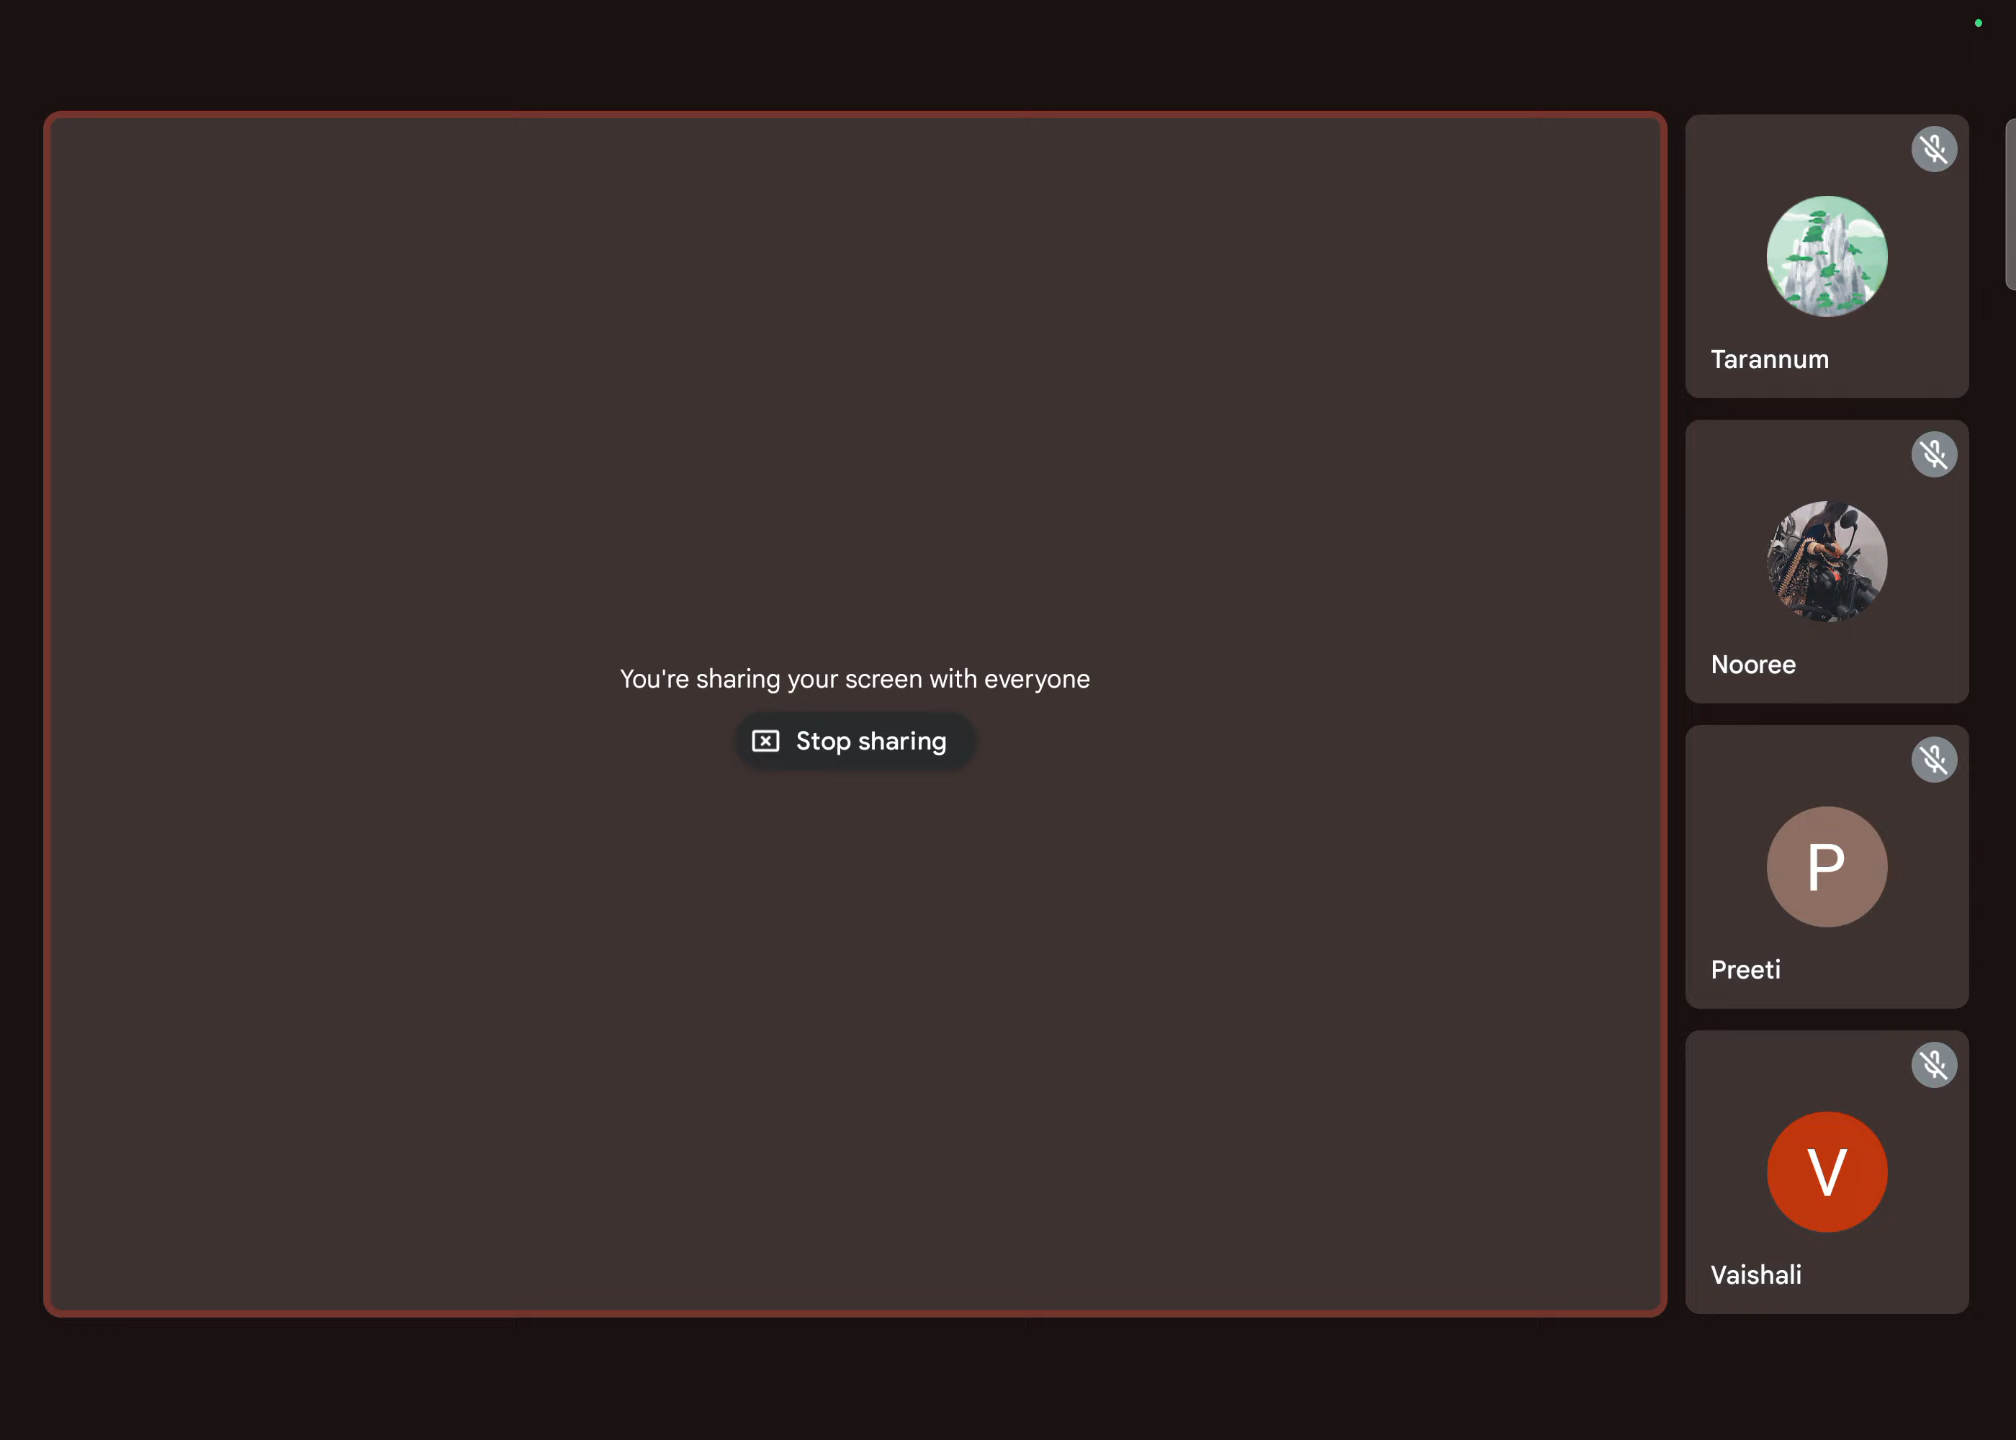 You're sharing your screen with everyone
Stop sharing
Tarannum
Nooree
P
Preeti
V
Vaishali